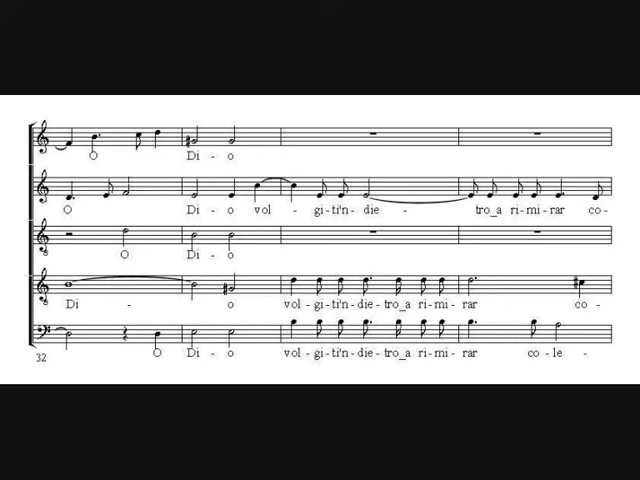 O Di - o
O Di - o vol - gi-ti'n - die - tro_a ri - mi - rar co-
O Di - o
Di - o vol-gi-ti'n-die-tro_a ri-mi-rar co-
O Di - o vol-gi-ti'n-die-tro_a ri-mi-rar co - le -
32